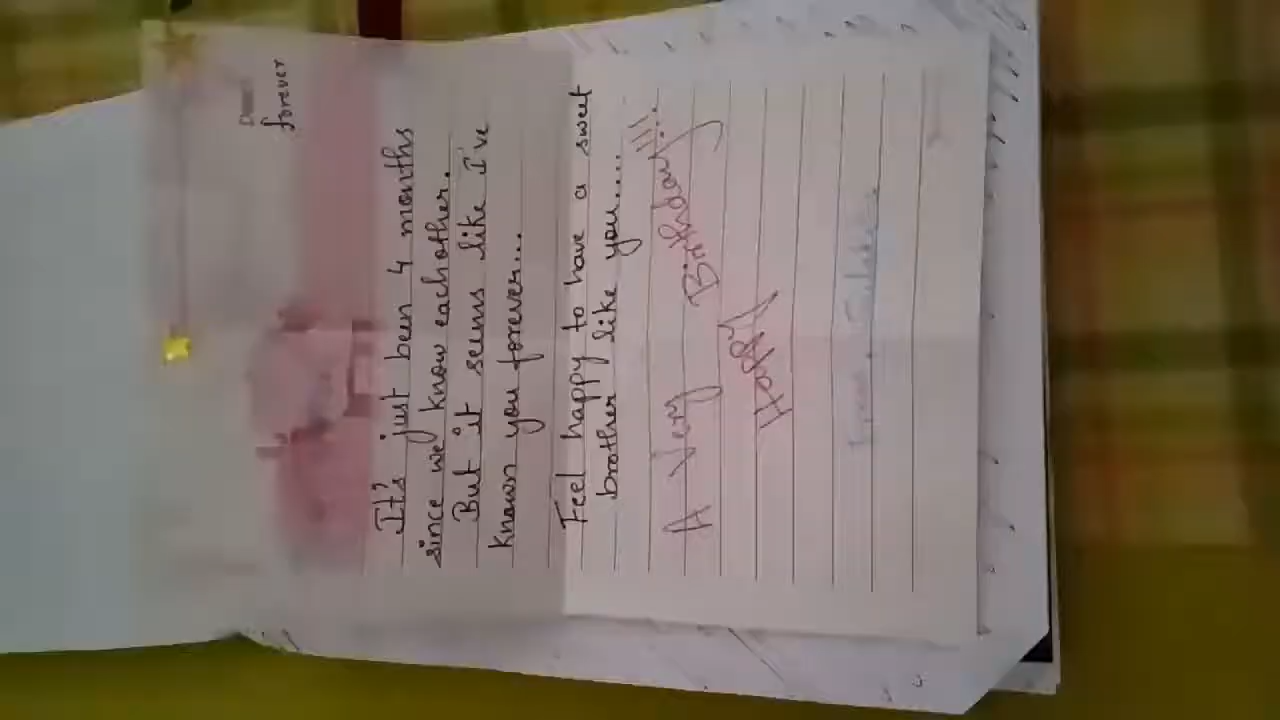 forever
It's just been 4 months
since we know eachother.
But it seems like I've
known you forever...
Feel happy to have a sweet
brother like you.....
A Very Birthday!!!...
Happy